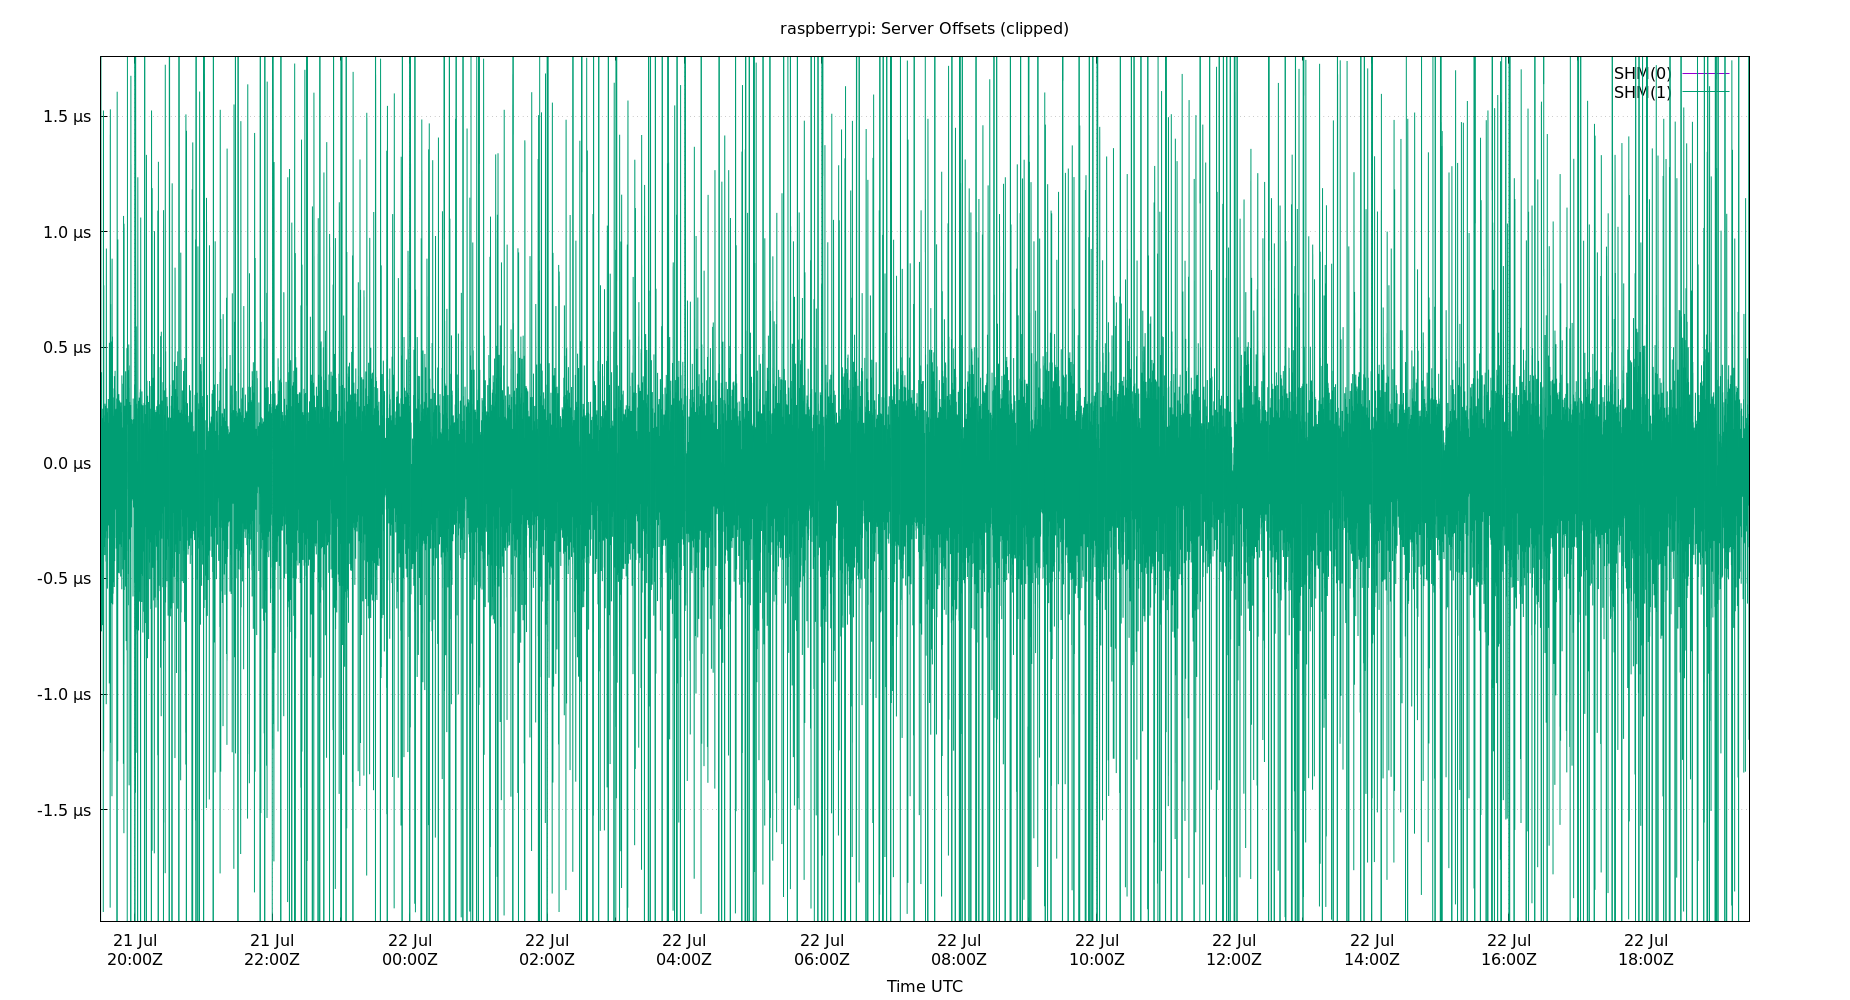 raspberrypi: Server Offsets (clipped)
SHM(0)
SHM(1)
1.5 µs
1.0 µs
0.5 µs
0.0 µs
-0.5 µs
-1.0 µs
-1.5 µs
21 Jul 21 Jul 22 Jul 22 Jul 22 Jul 22 Jul 22 Jul 22 Jul 22 Jul 22 Jul 22 Jul 22 Jul
20:00Z 22:00Z 00:00Z 02:00Z 04:00Z 06:00Z 08:00Z 10:00Z 12:00Z 14:00Z 16:00Z 18:00Z
Time UTC